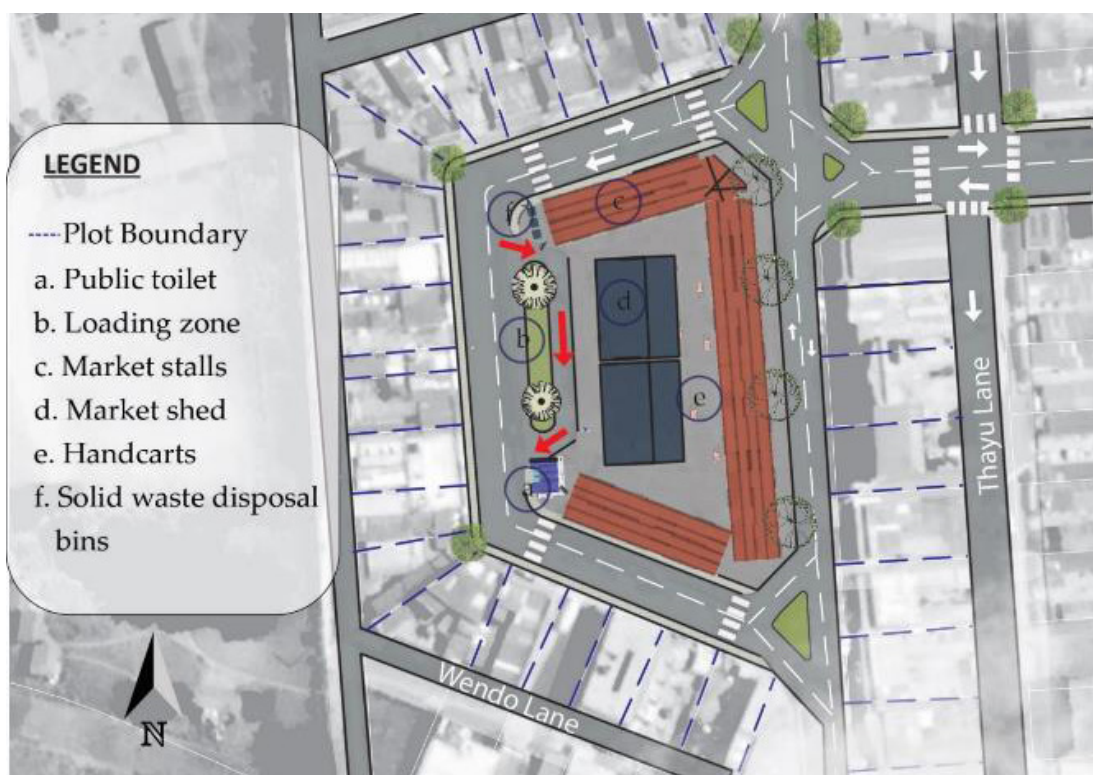 LEGEND
Plot Boundary
a. Public toilet
b. Loading zone
c. Market stalls
d. Market shed
e. Handcarts
f. Solid waste disposal
bins
N
f
c
d
b
e
a
Thayu Lane
Wendo Lane